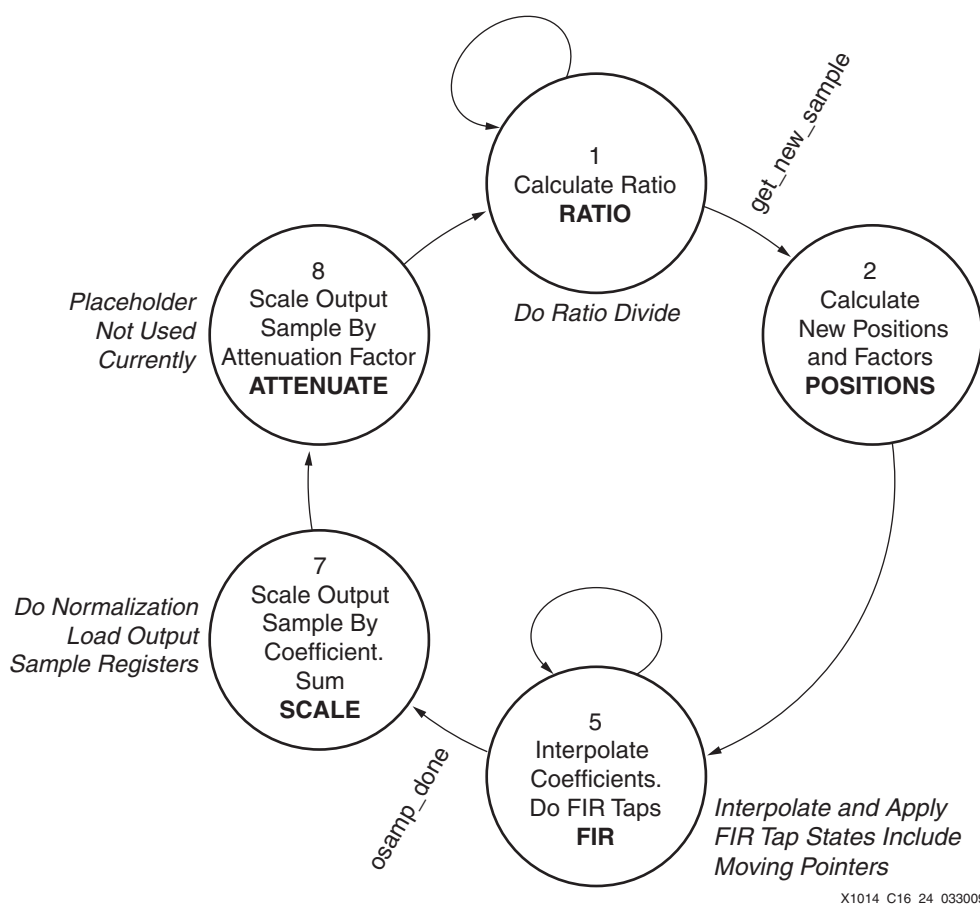 get_new_sample
1
Calculate Ratio
RATIO
Do Ratio Divide
2
Calculate
New Positions
and Factors
POSITIONS
8
Scale Output
Sample By
Attenuation Factor
ATTENUATE
Placeholder
Not Used
Currently
7
Scale Output
Sample By
Coefficient.
Sum
SCALE
Do Normalization
Load Output
Sample Registers
osamp_done
5
Interpolate
Coefficients.
Do FIR Taps
FIR
Interpolate and Apply
FIR Tap States Include
Moving Pointers
X1014_C16_24_033009